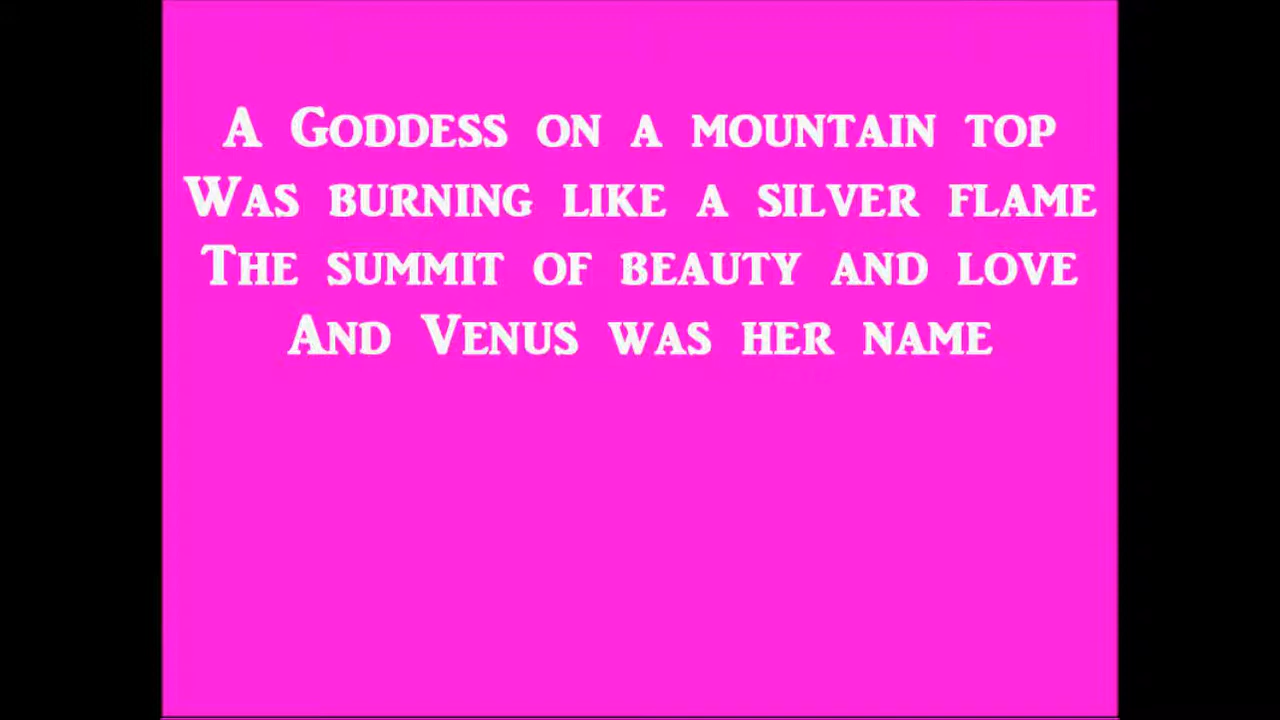 A Goddess on a mountain top
Was burning like a silver flame
The summit of beauty and love
And Venus was her name